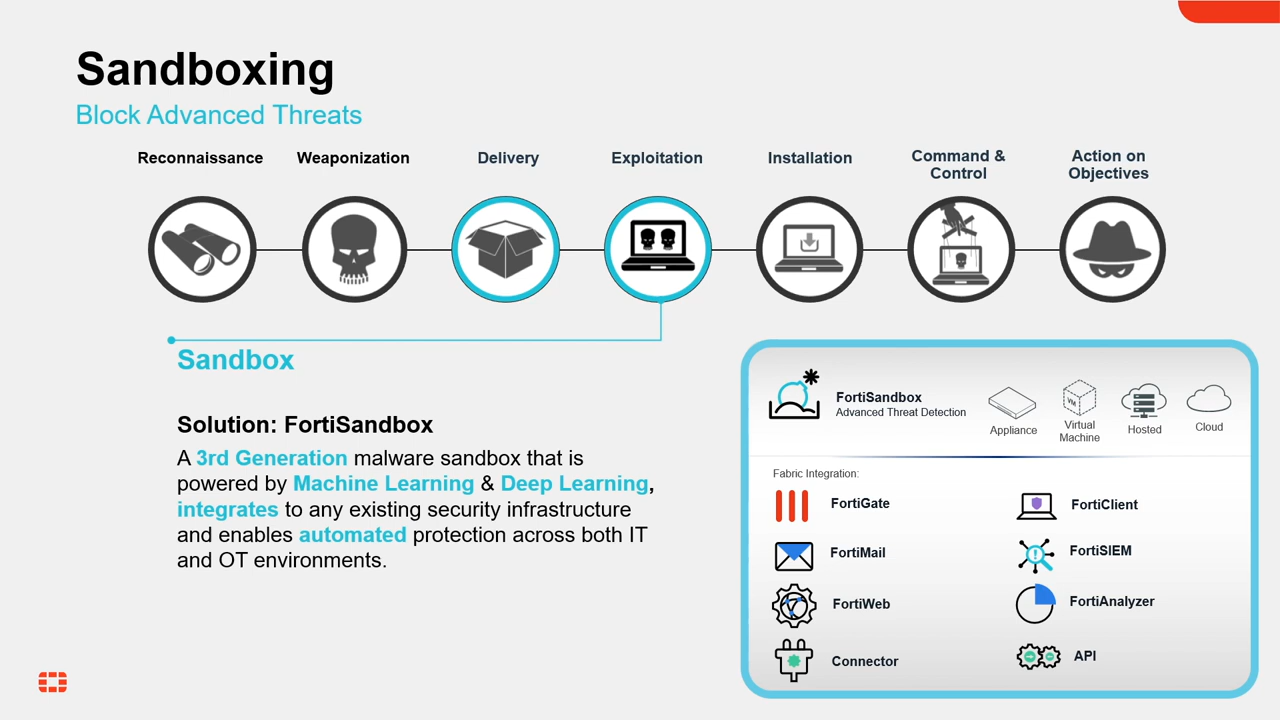 Sandboxing
Block Advanced Threats
Reconnaissance
Weaponization
Delivery
Exploitation
Installation
Command &
Control
Action on
Objectives
Sandbox
Solution: FortiSandbox
A 3rd Generation malware sandbox that is
powered by Machine Learning & Deep Learning,
integrates to any existing security infrastructure
and enables automated protection across both IT
and OT environments.
FortiSandbox
Advanced Threat Detection
Appliance
VM
Virtual
Machine
Hosted
Cloud
Fabric Integration:
FortiGate
FortiClient
FortiMail
FortiSIEM
FortiWeb
FortiAnalyzer
Connector
API